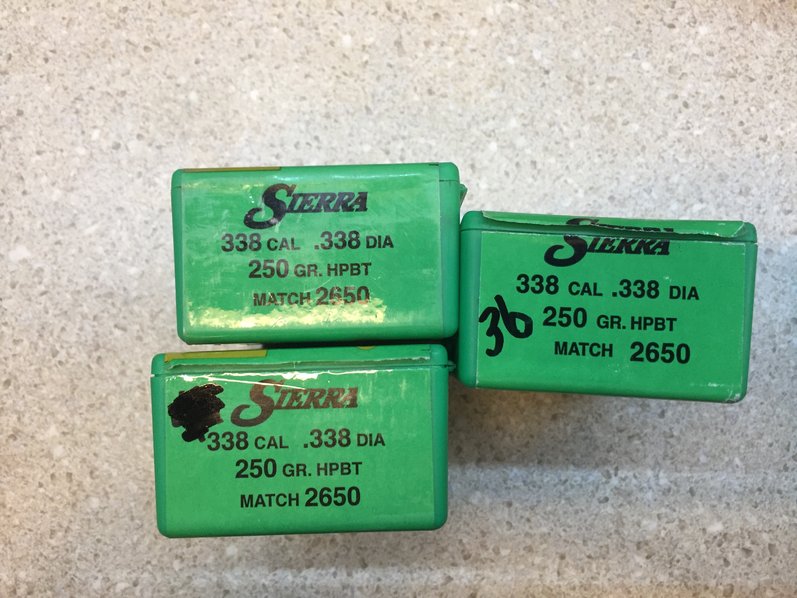 SIERRA
338 CAL .338 DIA
250 GR. HPBT
MATCH 2650
SIERRA
338 CAL .338 DIA
36 250 GR. HPBT
MATCH 2650
SIERRA
338 CAL .338 DIA
250 GR. HPBT
MATCH 2650